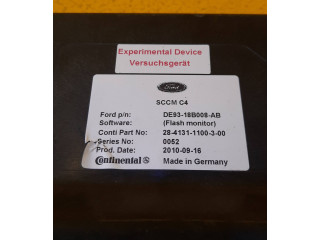 Experimental Device
Versuchsgerät
Ford
SCCM C4
Ford p/n: DE93-18B008-AB
Software: (Flash monitor)
Conti Part No: 28-4131-1100-3-00
Series No: 0052
Prod. Date: 2010-09-16
Continental Made in Germany